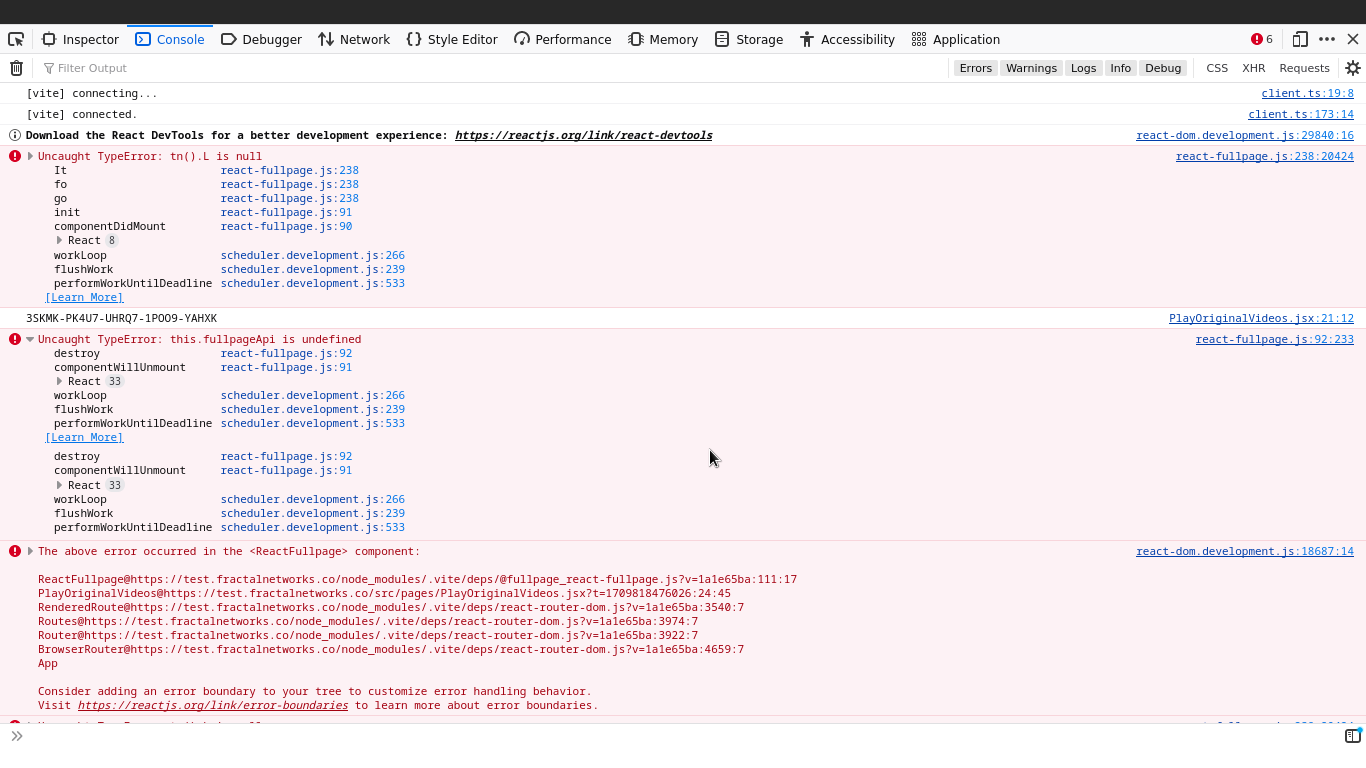 Inspector Console Debugger Network Style Editor Performance Memory Storage Accessibility Application 6
Filter Output Errors Warnings Logs Info Debug CSS XHR Requests
[vite] connecting... client.ts:19:8
[vite] connected. client.ts:173:14
Download the React DevTools for a better development experience: https://reactjs.org/link/react-devtools react-dom.development.js:29840:16
Uncaught TypeError: tn().L is null react-fullpage.js:238:20424
It react-fullpage.js:238
fo react-fullpage.js:238
go react-fullpage.js:238
init react-fullpage.js:91
componentDidMount react-fullpage.js:90
React 8
workLoop scheduler.development.js:266
flushWork scheduler.development.js:239
performWorkUntilDeadline scheduler.development.js:533
[Learn More]
3SKMK-PK4U7-UHRQ7-1POO9-YAHXK PlayOriginalVideos.jsx:21:12
Uncaught TypeError: this.fullpageApi is undefined react-fullpage.js:92:233
destroy react-fullpage.js:92
componentWillUnmount react-fullpage.js:91
React 33
workLoop scheduler.development.js:266
flushWork scheduler.development.js:239
performWorkUntilDeadline scheduler.development.js:533
[Learn More]
destroy react-fullpage.js:92
componentWillUnmount react-fullpage.js:91
React 33
workLoop scheduler.development.js:266
flushWork scheduler.development.js:239
performWorkUntilDeadline scheduler.development.js:533
The above error occurred in the <ReactFullpage> component: react-dom.development.js:18687:14
ReactFullpage@https://test.fractalnetworks.co/node_modules/.vite/deps/@fullpage_react-fullpage.js?v=1a1e65ba:111:17
PlayOriginalVideos@https://test.fractalnetworks.co/src/pages/PlayOriginalVideos.jsx?t=1709818476026:24:45
RenderedRoute@https://test.fractalnetworks.co/node_modules/.vite/deps/react-router-dom.js?v=1a1e65ba:3540:7
Routes@https://test.fractalnetworks.co/node_modules/.vite/deps/react-router-dom.js?v=1a1e65ba:3974:7
Router@https://test.fractalnetworks.co/node_modules/.vite/deps/react-router-dom.js?v=1a1e65ba:3922:7
BrowserRouter@https://test.fractalnetworks.co/node_modules/.vite/deps/react-router-dom.js?v=1a1e65ba:4659:7
App
Consider adding an error boundary to your tree to customize error handling behavior.
Visit https://reactjs.org/link/error-boundaries to learn more about error boundaries.